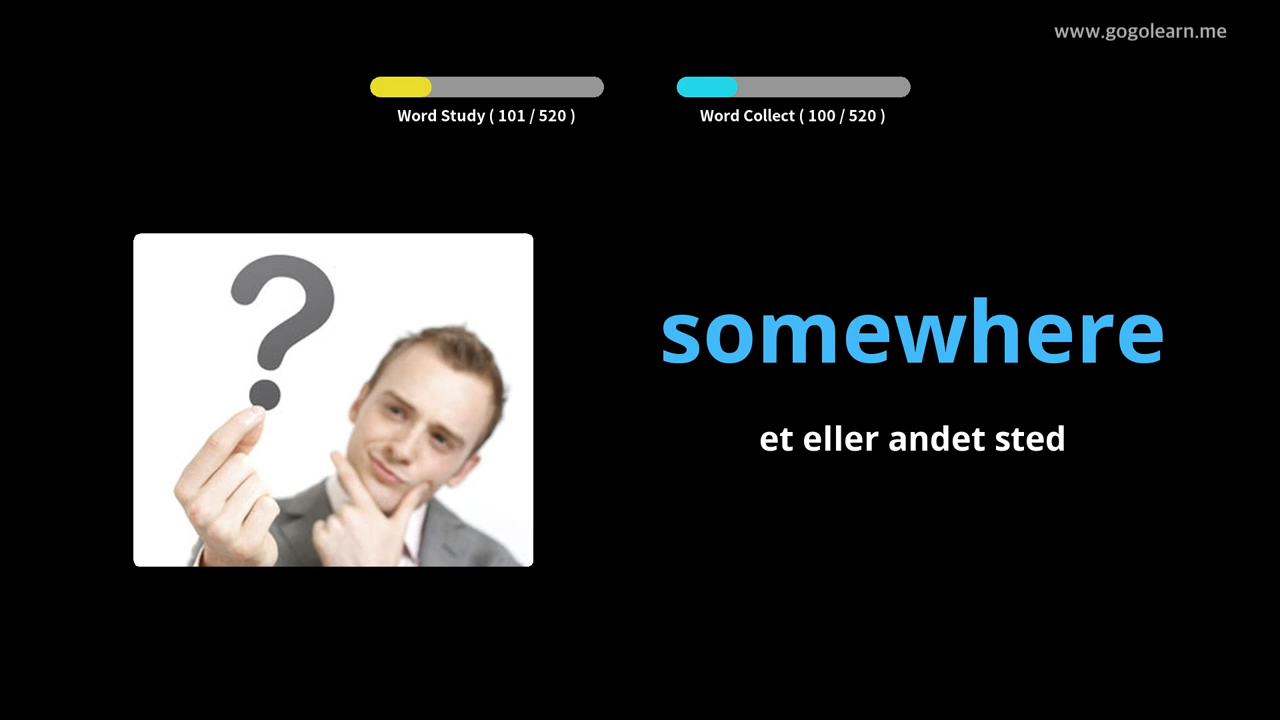 www.gogolearn.me
Word Study ( 101 / 520 )
Word Collect ( 100 / 520 )
?
somewhere
et eller andet sted